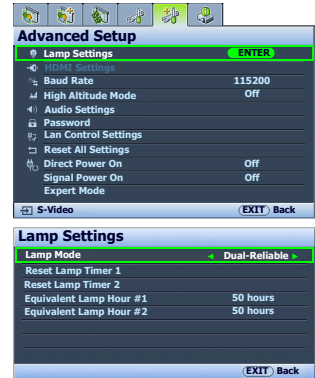 Advanced Setup
Lamp Settings ENTER
HDMI Settings
Baud Rate 115200
High Altitude Mode Off
Audio Settings
Password
Lan Control Settings
Reset All Settings
Direct Power On Off
Signal Power On Off
Expert Mode
S-Video EXIT Back
Lamp Settings
Lamp Mode Dual-Reliable
Reset Lamp Timer 1
Reset Lamp Timer 2
Equivalent Lamp Hour #1 50 hours
Equivalent Lamp Hour #2 50 hours
EXIT Back